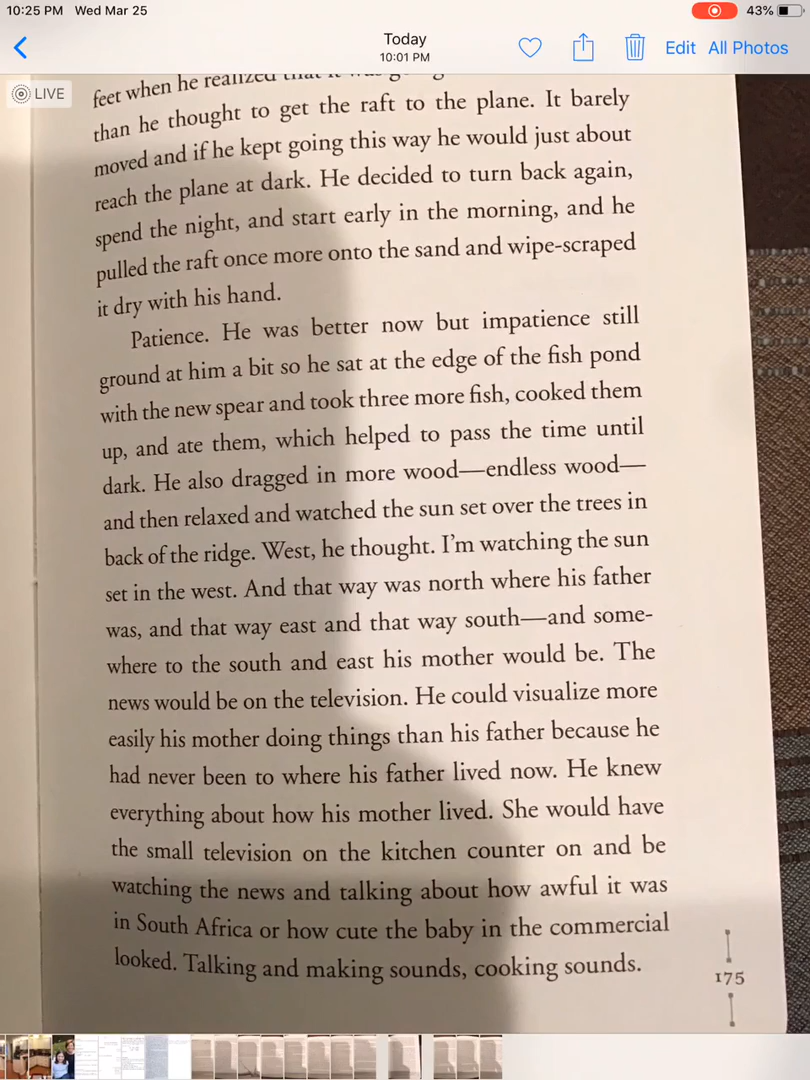 10:25 PM Wed Mar 25
43%
Today
10:01 PM
Edit All Photos
LIVE
feet when he realized that it was
than he thought to get the raft to the plane. It barely
moved and if he kept going this way he would just about
reach the plane at dark. He decided to turn back again,
spend the night, and start early in the morning, and he
pulled the raft once more onto the sand and wipe-scraped
it dry with his hand.
Patience. He was better now but impatience still
ground at him a bit so he sat at the edge of the fish pond
with the new spear and took three more fish, cooked them
up, and ate them, which helped to pass the time until
dark. He also dragged in more wood—endless wood—
and then relaxed and watched the sun set over the trees in
back of the ridge. West, he thought. I'm watching the sun
set in the west. And that way was north where his father
was, and that way east and that way south—and some-
where to the south and east his mother would be. The
news would be on the television. He could visualize more
easily his mother doing things than his father because he
had never been to where his father lived now. He knew
everything about how his mother lived. She would have
the small television on the kitchen counter on and be
watching the news and talking about how awful it was
in South Africa or how cute the baby in the commercial
looked. Talking and making sounds, cooking sounds.
175